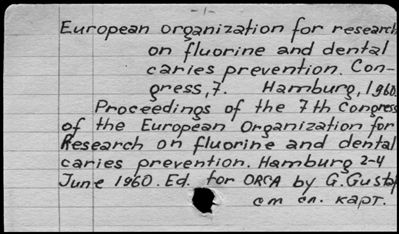 -1-
European organization for research
on fluorine and dental
caries prevention. Con-
gress, 7. Hamburg, 1960.
Proceedings of the 7th Congress
of the European Organization for
Research on fluorine and dental
caries prevention. Hamburg 2-4
June 1960. Ed. for ORCA by G. Gustaf
см сл. карт.